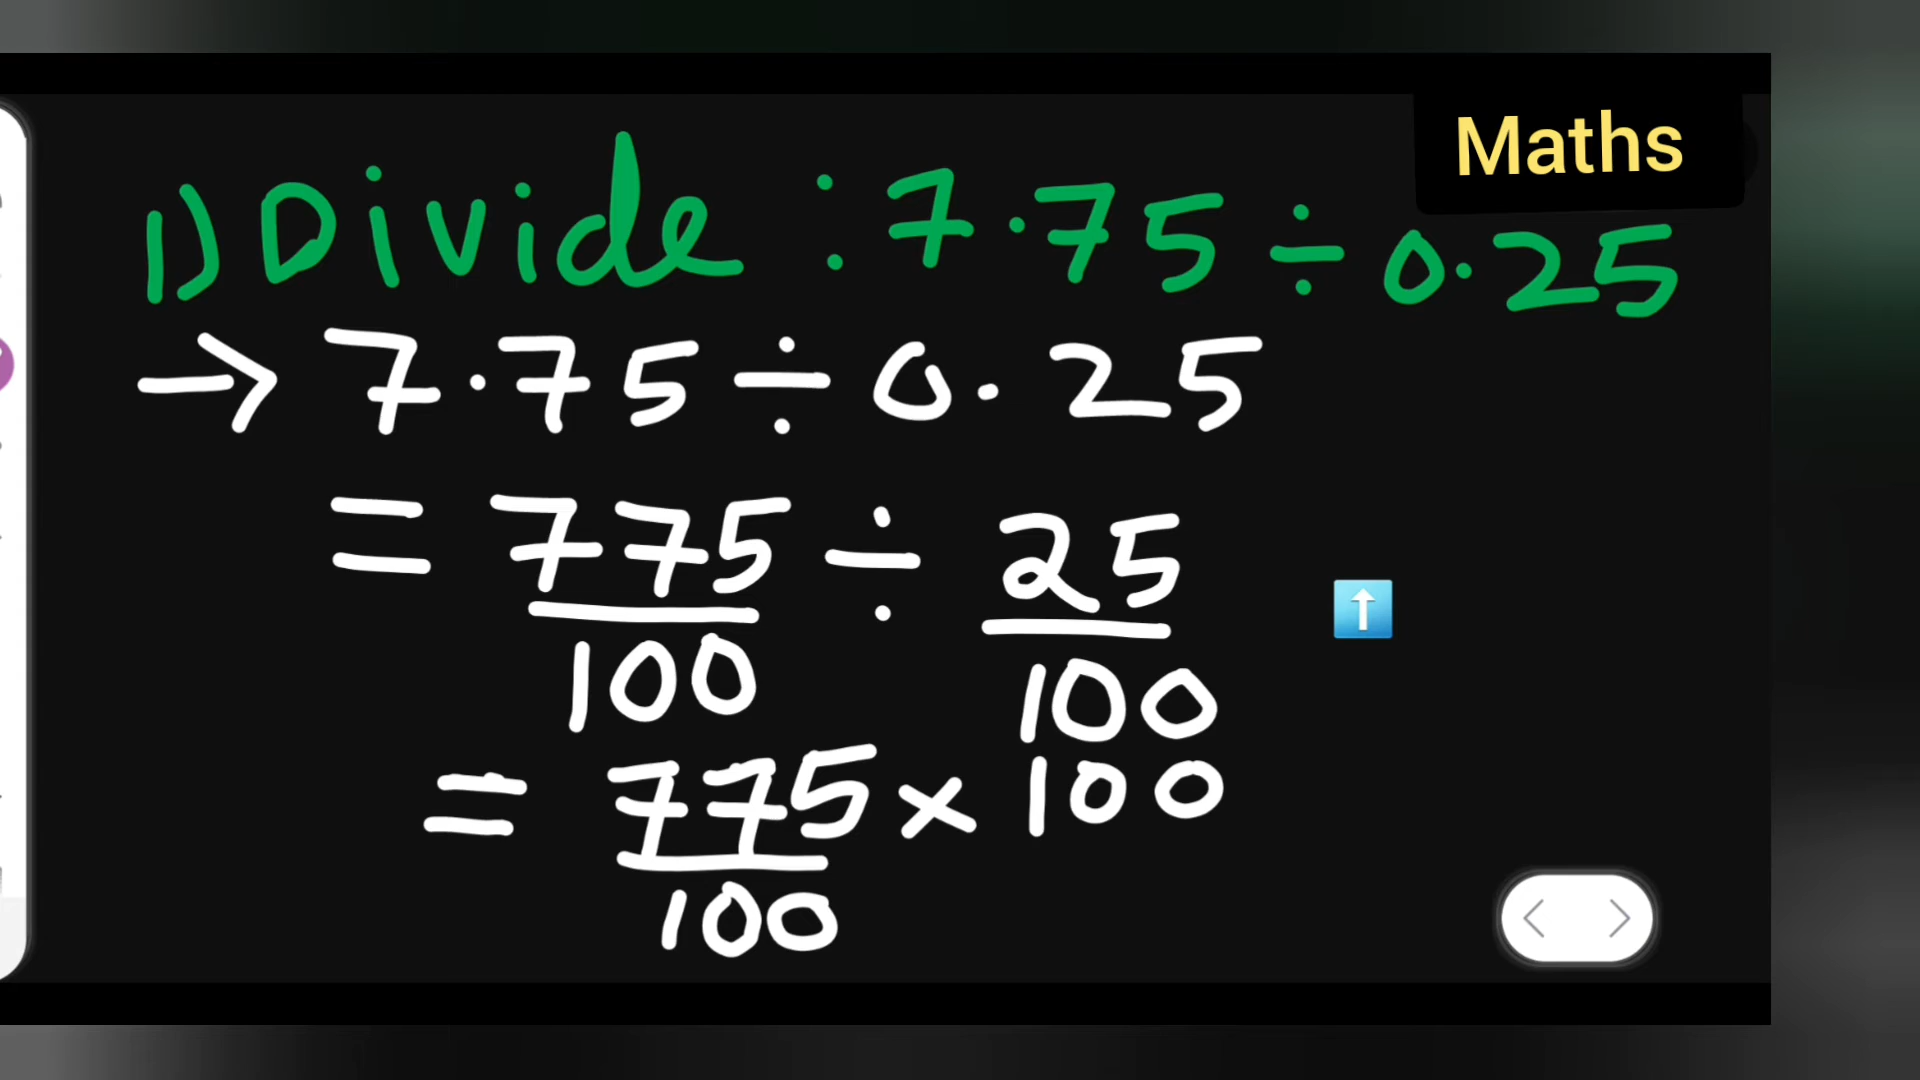 Maths
1) Divide : 7.75 ÷ 0.25
→ 7.75 ÷ 0.25
= 775 ÷ 25
100 100
= 775 × 100
100